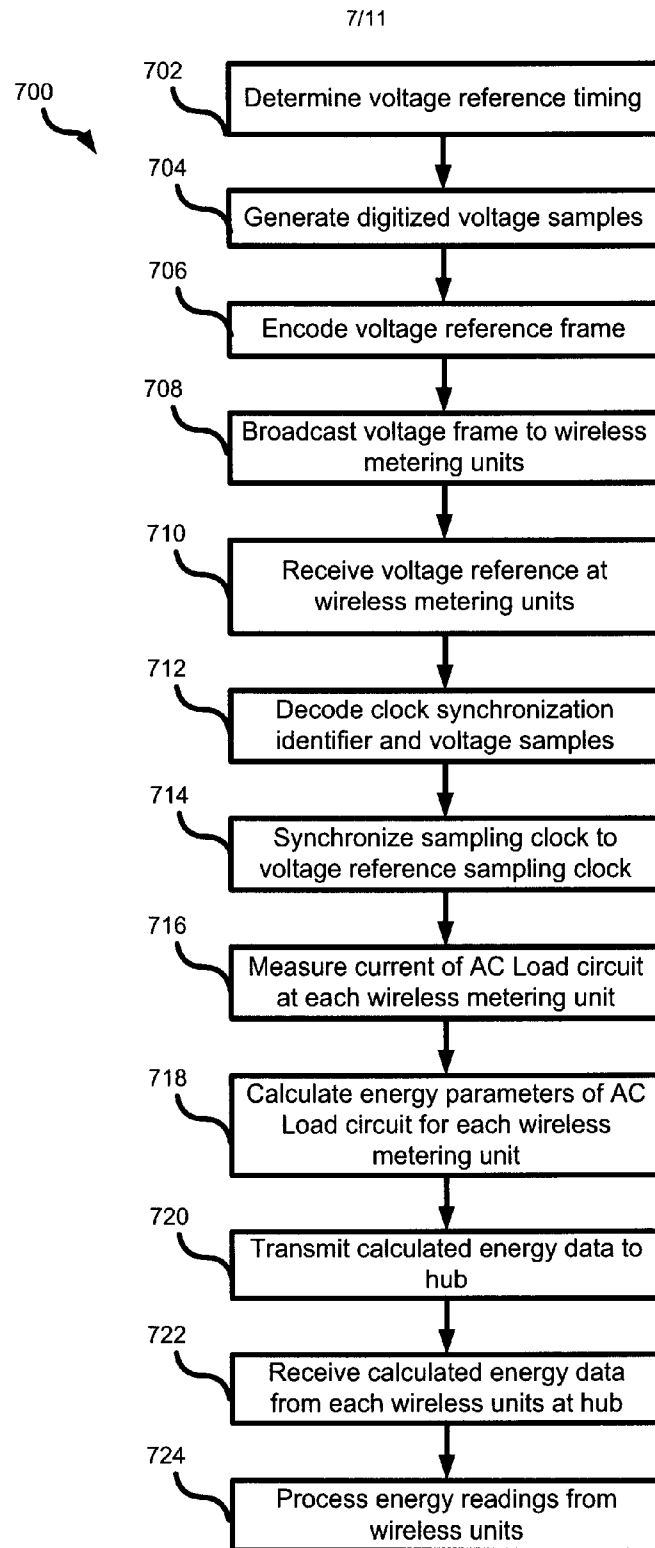 7/11
700
702
Determine voltage reference timing
704
Generate digitized voltage samples
706
Encode voltage reference frame
708
Broadcast voltage frame to wireless
metering units
710
Receive voltage reference at
wireless metering units
712
Decode clock synchronization
identifier and voltage samples
714
Synchronize sampling clock to
voltage reference sampling clock
716
Measure current of AC Load circuit
at each wireless metering unit
718
Calculate energy parameters of AC
Load circuit for each wireless
metering unit
720
Transmit calculated energy data to
hub
722
Receive calculated energy data
from each wireless units at hub
724
Process energy readings from
wireless units